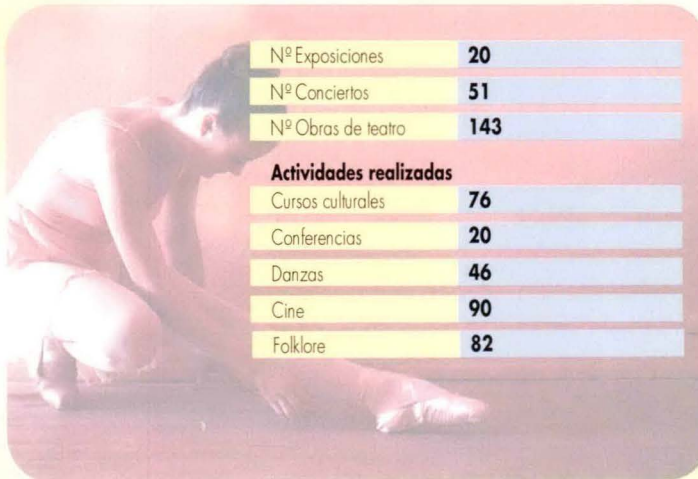 Nº Exposiciones 20
Nº Conciertos 51
Nº Obras de teatro 143
Actividades realizadas
Cursos culturales 76
Conferencias 20
Danzas 46
Cine 90
Folklore 82